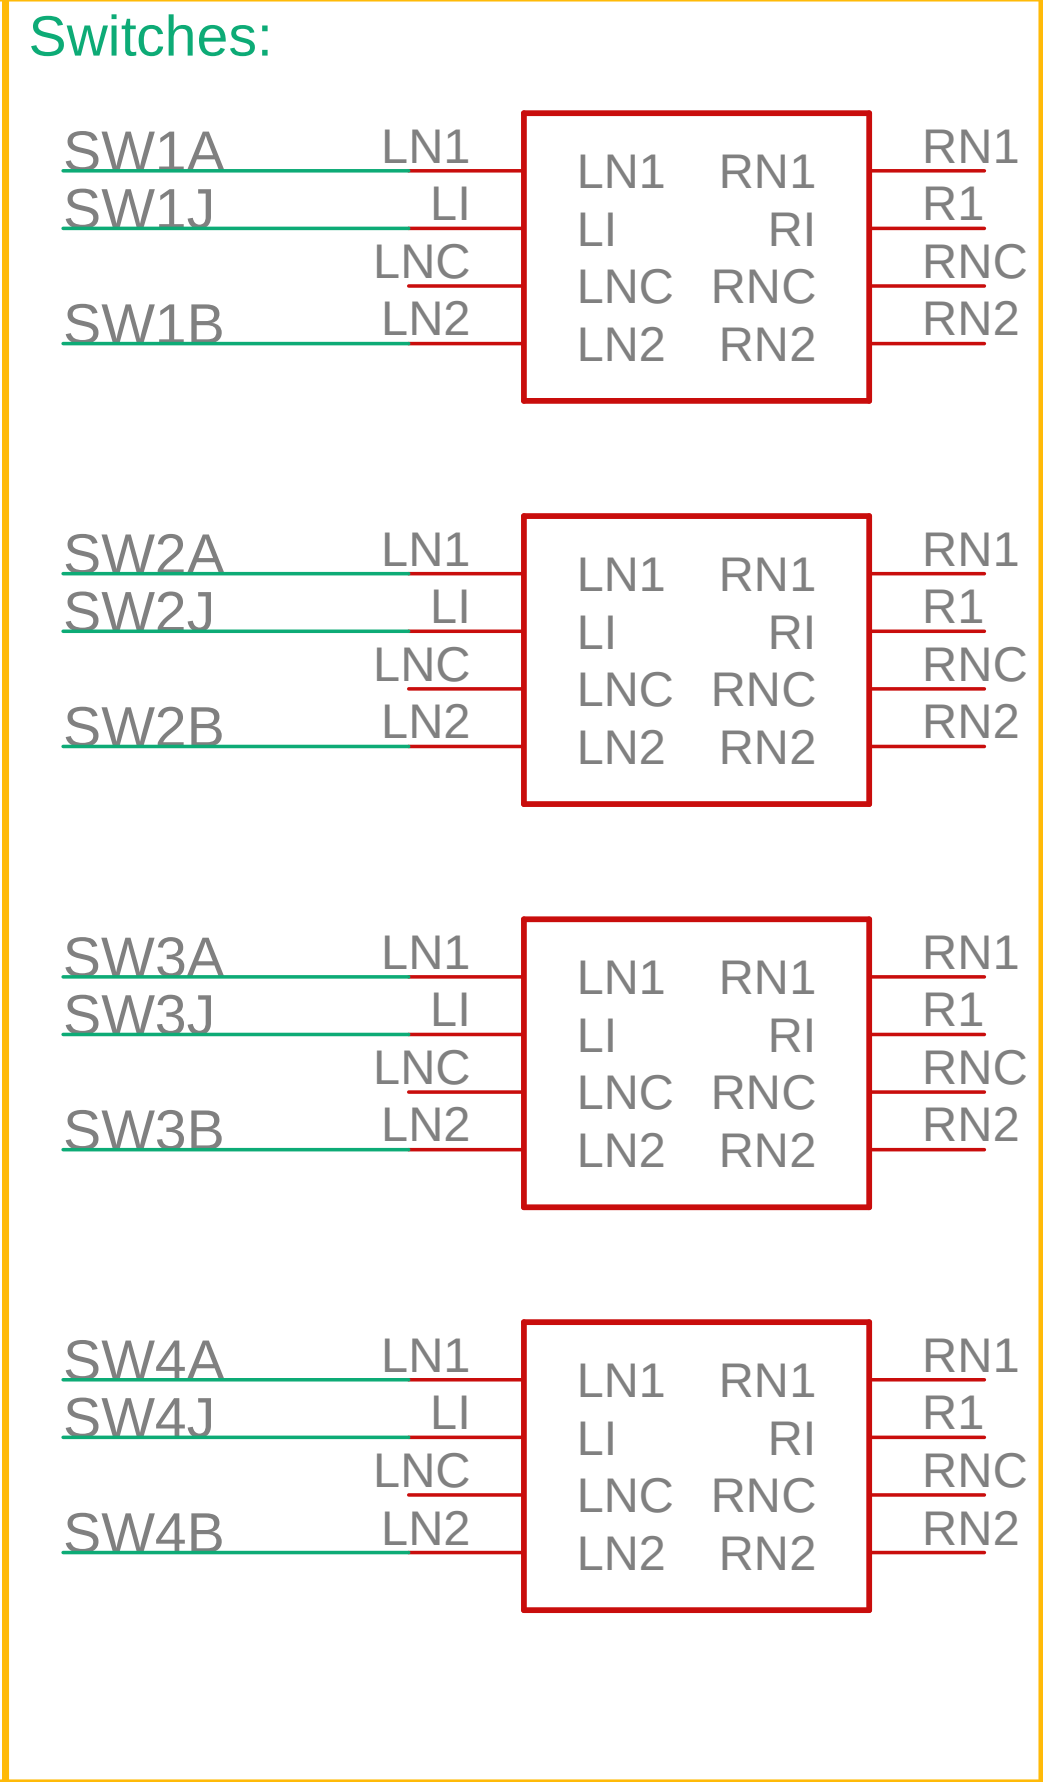 Switches:
SW1A LN1 LN1 RN1 RN1
SW1J LI LI RI R1
LNC LNC RNC RNC
SW1B LN2 LN2 RN2 RN2
SW2A LN1 LN1 RN1 RN1
SW2J LI LI RI R1
LNC LNC RNC RNC
SW2B LN2 LN2 RN2 RN2
SW3A LN1 LN1 RN1 RN1
SW3J LI LI RI R1
LNC LNC RNC RNC
SW3B LN2 LN2 RN2 RN2
SW4A LN1 LN1 RN1 RN1
SW4J LI LI RI R1
LNC LNC RNC RNC
SW4B LN2 LN2 RN2 RN2